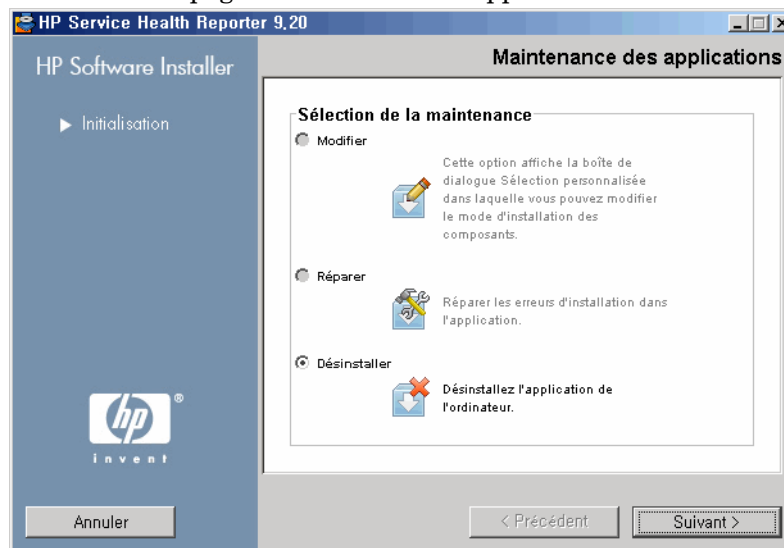 HP Service Health Reporter 9,20
HP Software Installer
Maintenance des applications
Initialisation
Sélection de la maintenance
Modifier
Cette option affiche la boîte de
dialogue Sélection personnalisée
dans laquelle vous pouvez modifier
le mode d'installation des
composants.
Réparer
Réparer les erreurs d'installation dans
l'application.
Désinstaller
Désinstallez l'application de
l'ordinateur.
hp
®
invent
Annuler
< Précédent
Suivant >